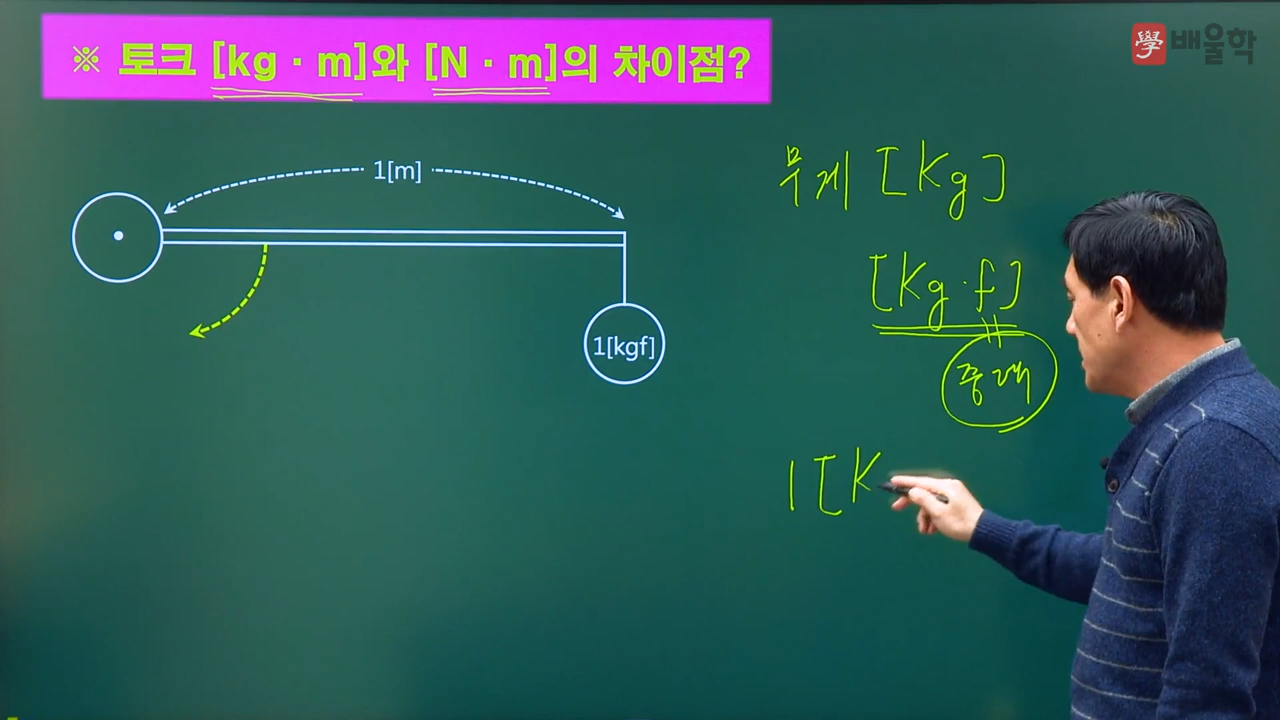 ※ 토크 [kg · m]와 [N · m]의 차이점?
學 배울학
1[m]
1[kgf]
무게 [Kg]
[Kg·f]
중력
1 [K